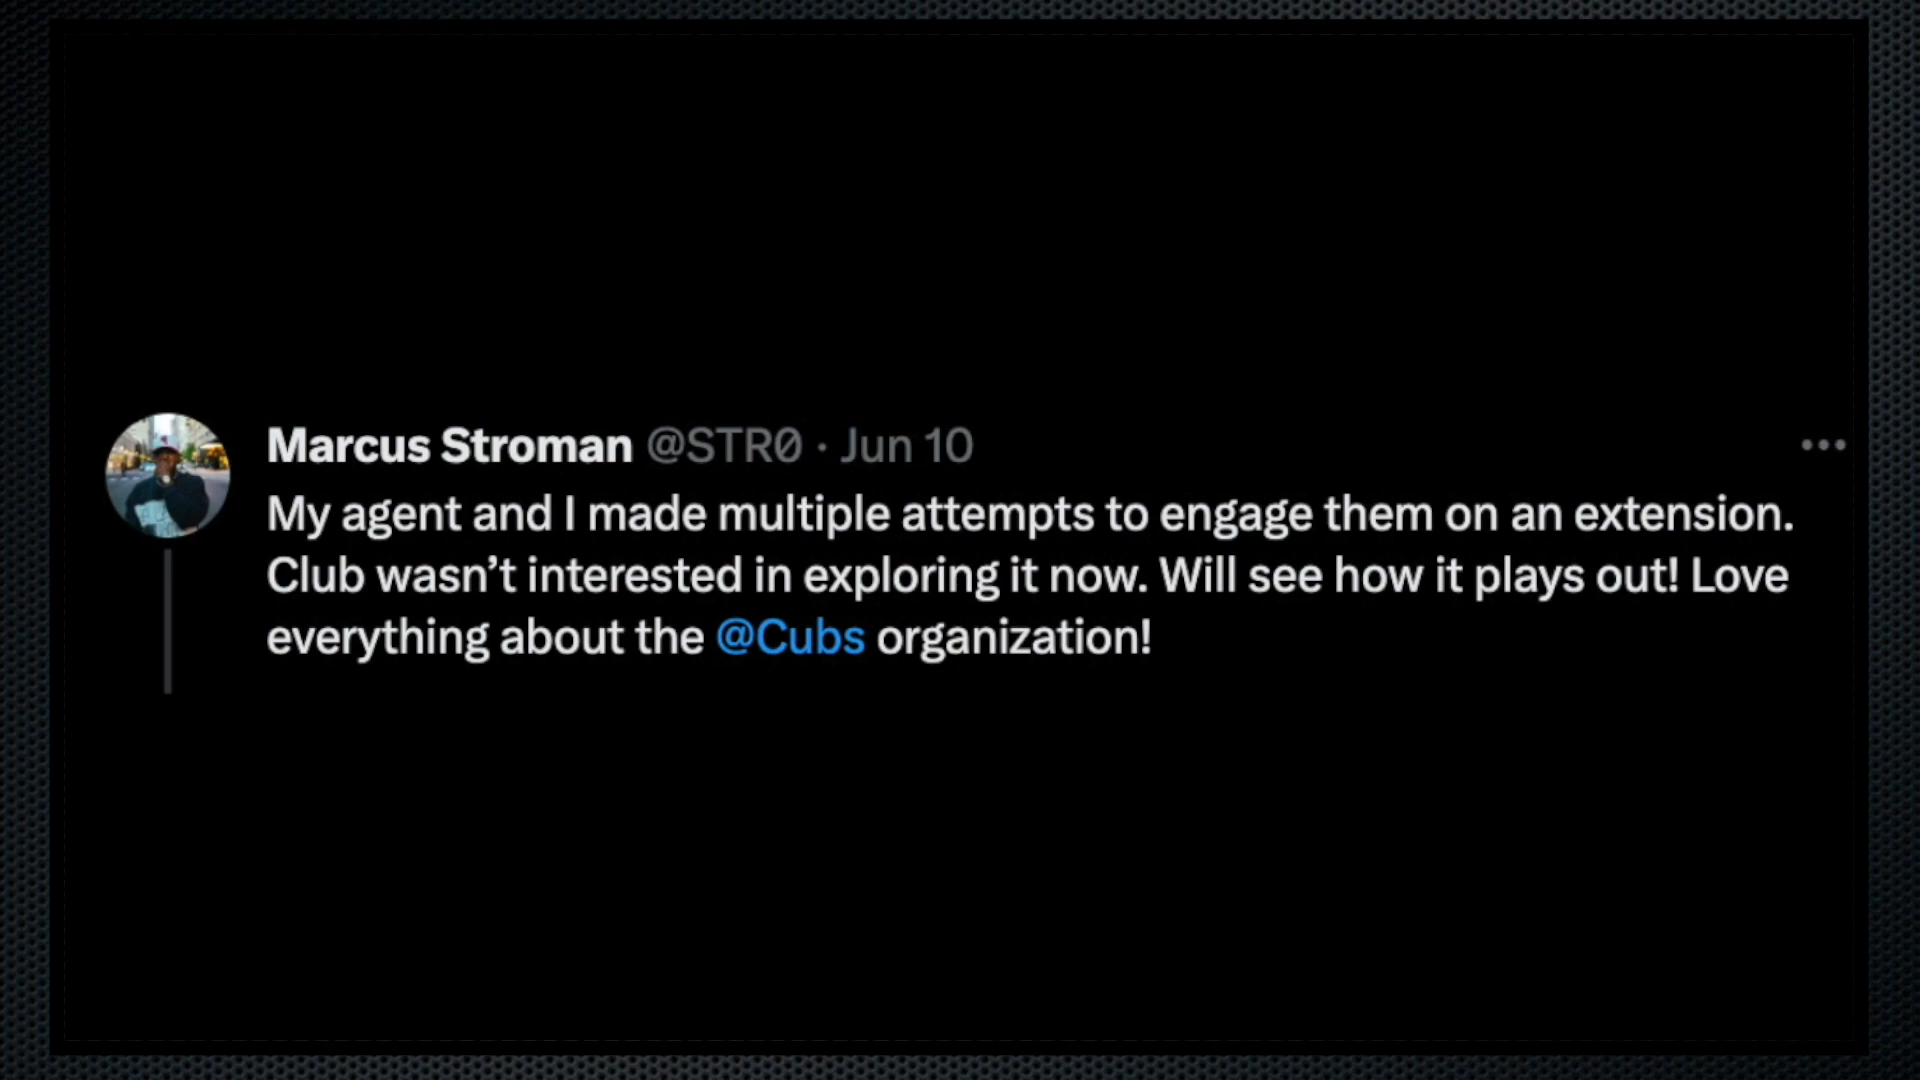 Marcus Stroman @STR0 · Jun 10
My agent and I made multiple attempts to engage them on an extension.
Club wasn’t interested in exploring it now. Will see how it plays out! Love
everything about the @Cubs organization!